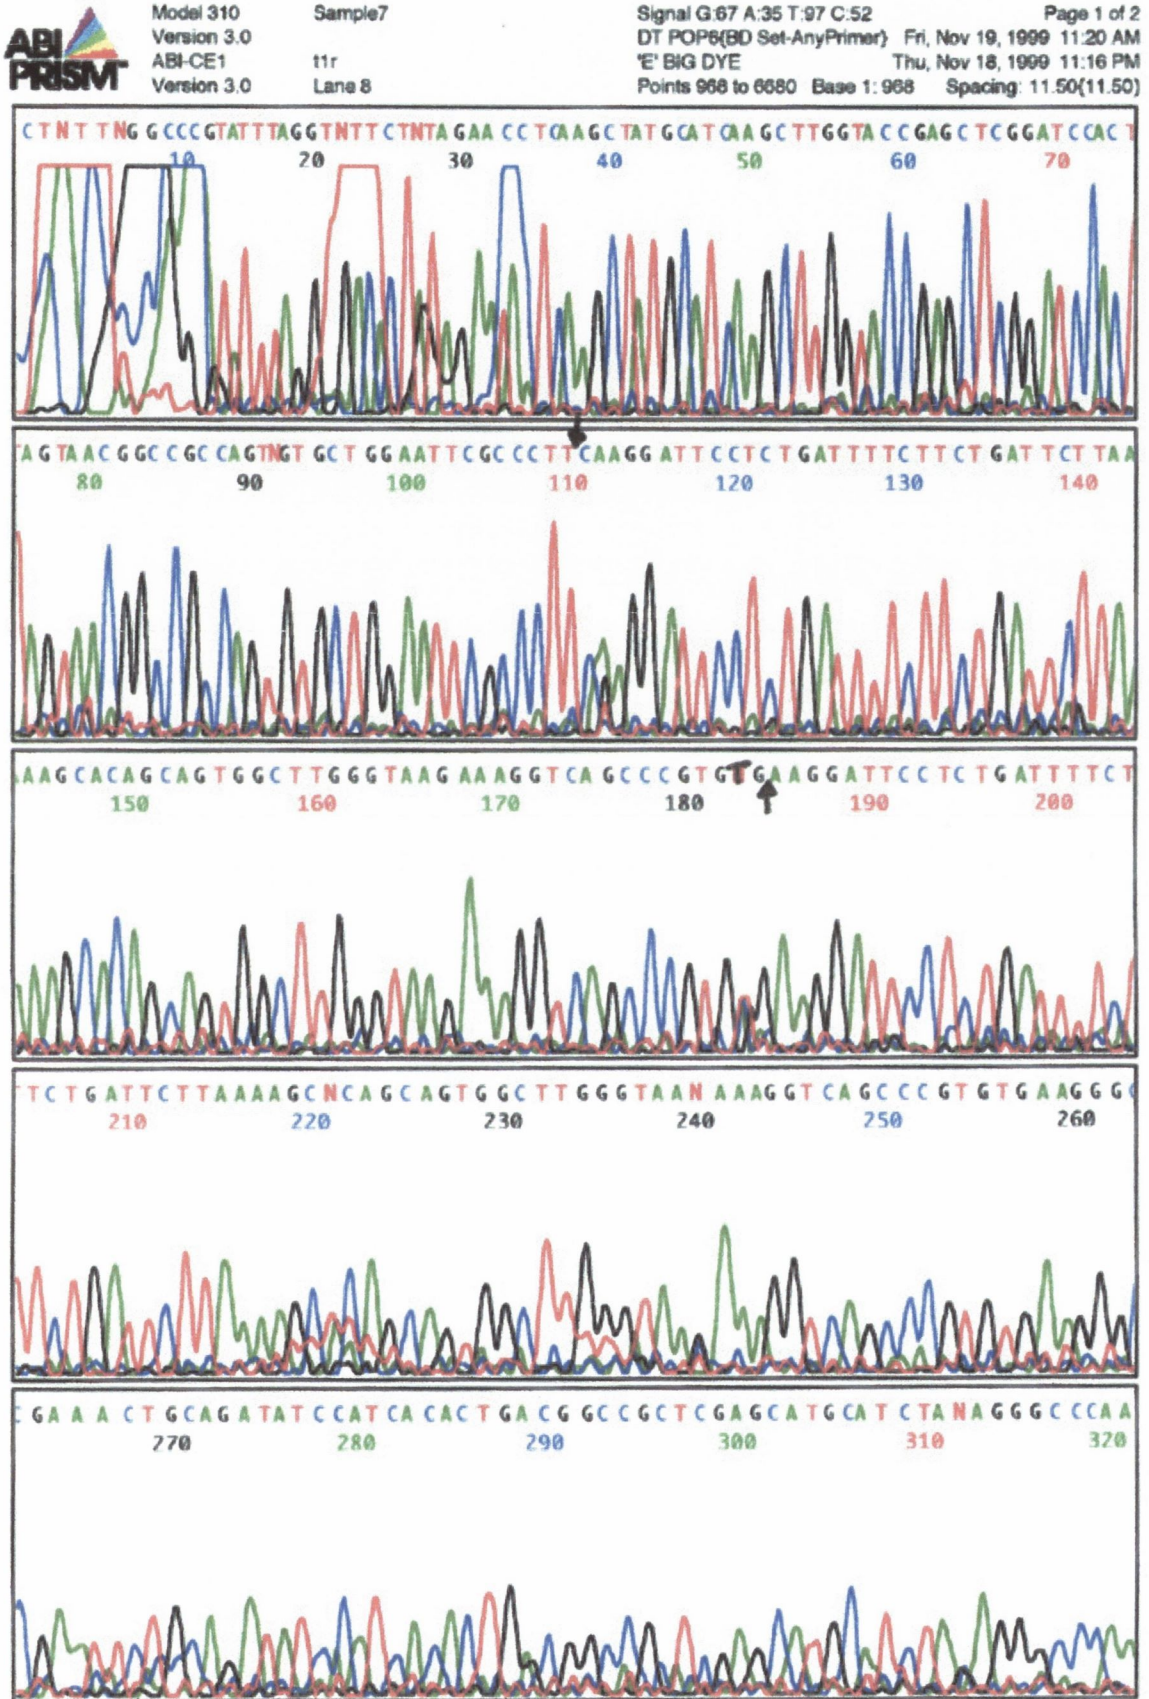 ABI PRISM
Model 310
Version 3.0
ABI-CE1
Version 3.0
Sample7
t1r
Lane 8
Signal G:67 A:35 T:97 C:52
DT POP6{BD Set-AnyPrimer}
'E' BIG DYE
Points 968 to 6680 Base 1: 968
Page 1 of 2
Fri, Nov 19, 1999 11:20 AM
Thu, Nov 18, 1999 11:16 PM
Spacing: 11.50{11.50}
CTNTTNGGCCCGTATTTAGGTNTTCTNTAGAACCTCAAGCTATGCATCAAGCTTGGTACCGAGCTCGGATCCACT
10 20 30 40 50 60 70
AGTAACGGCCGCCAGTNGTGCTGGAATTCGCCCTTCAAGGATTCCTCTGATTTTCTTCTGATTCTTAA
80 90 100 110 120 130 140
AAGCACAGCAGTGGCTTGGGTAAGAAAGGTCAGCCCGTGTGAAGGATTCCTCTGATTTTCT
150 160 170 180 190 200
TCTGATTCTTAAAAGCNCAGCAGTGGCTTGGGTAANAAAGGTCAGCCCGTGTGAAGGG
210 220 230 240 250 260
CGAAACTGCAGATATCCATCACACTGACGGCCGCTCGAGCATGCATCTANAGGGCCCAA
270 280 290 300 310 320